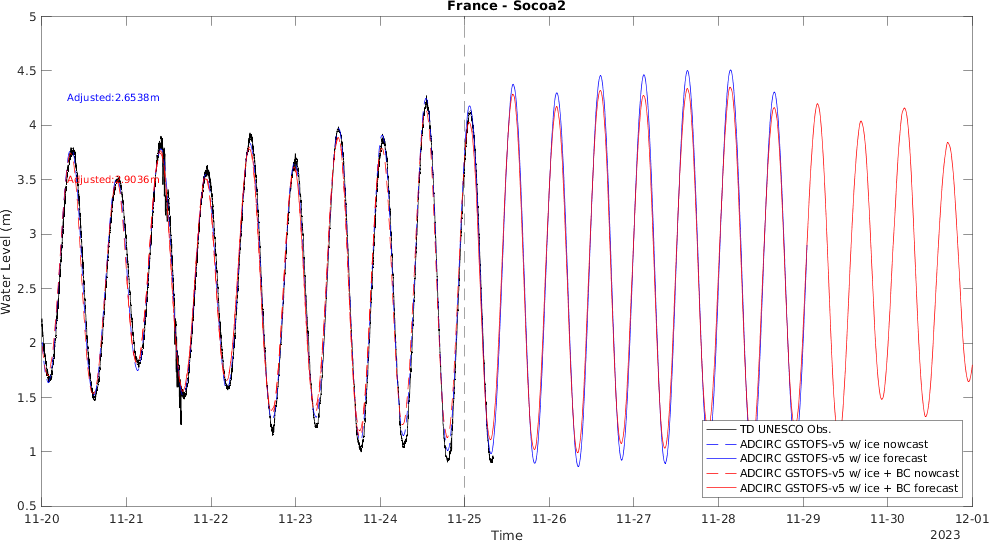 France - Socoa2
5
4.5
4
3.5
3
2.5
2
1.5
1
0.5
Water Level (m)
Adjusted:2.6538m
Adjusted:2.9036m
TD UNESCO Obs.
ADCIRC GSTOFS-v5 w/ ice nowcast
ADCIRC GSTOFS-v5 w/ ice forecast
ADCIRC GSTOFS-v5 w/ ice + BC nowcast
ADCIRC GSTOFS-v5 w/ ice + BC forecast
11-20 11-21 11-22 11-23 11-24 11-25 11-26 11-27 11-28 11-29 11-30 12-01
Time
2023